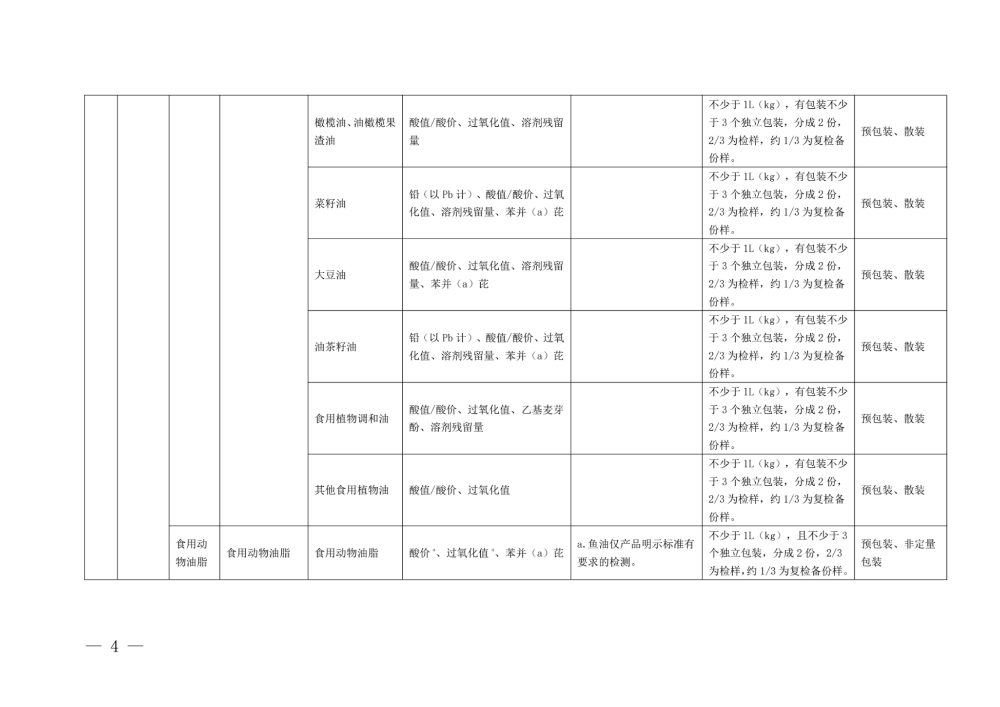 橄榄油、油橄榄果
渣油
酸值/酸价、过氧化值、溶剂残留
量
不少于 1L（kg），有包装不少
于 3 个独立包装，分成 2 份，
2/3 为检样，约 1/3 为复检备
份样。
预包装、散装
菜籽油
铅（以 Pb 计）、酸值/酸价、过氧
化值、溶剂残留量、苯并（a）芘
不少于 1L（kg），有包装不少
于 3 个独立包装，分成 2 份，
2/3 为检样，约 1/3 为复检备
份样。
预包装、散装
大豆油
酸值/酸价、过氧化值、溶剂残留
量、苯并（a）芘
不少于 1L（kg），有包装不少
于 3 个独立包装，分成 2 份，
2/3 为检样，约 1/3 为复检备
份样。
预包装、散装
油茶籽油
铅（以 Pb 计）、酸值/酸价、过氧
化值、溶剂残留量、苯并（a）芘
不少于 1L（kg），有包装不少
于 3 个独立包装，分成 2 份，
2/3 为检样，约 1/3 为复检备
份样。
预包装、散装
食用植物调和油
酸值/酸价、过氧化值、乙基麦芽
酚、溶剂残留量
不少于 1L（kg），有包装不少
于 3 个独立包装，分成 2 份，
2/3 为检样，约 1/3 为复检备
份样。
预包装、散装
其他食用植物油
酸值/酸价、过氧化值
不少于 1L（kg），有包装不少
于 3 个独立包装，分成 2 份，
2/3 为检样，约 1/3 为复检备
份样。
预包装、散装
食用动
物油脂
食用动物油脂
食用动物油脂
酸价 ᵃ、过氧化值 ᵃ、苯并（a）芘
a.鱼油仅产品明示标准有
要求的检测。
不少于 1L（kg），且不少于 3
个独立包装，分成 2 份，2/3
为检样，约 1/3 为复检备份样。
预包装、非定量
包装
— 4 —